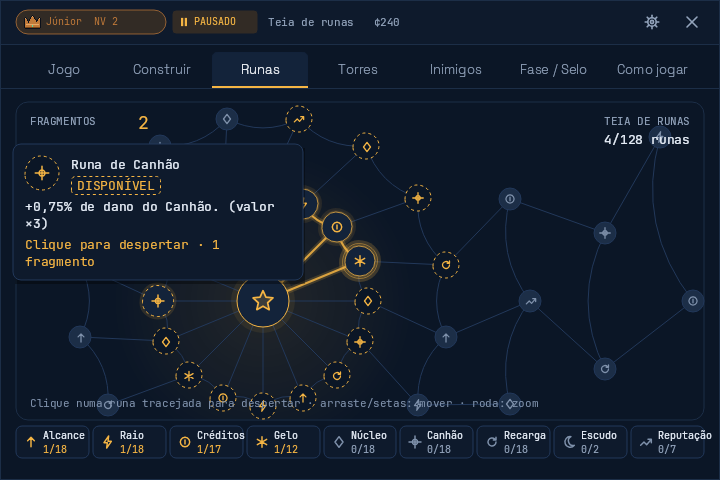 Júnior NV 2
PAUSADO
Teia de runas $240
Jogo Construir Runas Torres Inimigos Fase / Selo Como jogar
FRAGMENTOS 2
TEIA DE RUNAS
4/128 runas
Runa de Canhão
DISPONÍVEL
+0,75% de dano do Canhão. (valor
×3)
Clique para despertar · 1
fragmento
Clique numa runa tracejada para despertar · arraste/setas: mover · roda: zoom
Alcance 1/18
Raio 1/18
Créditos 1/17
Gelo 1/12
Núcleo 0/18
Canhão 0/18
Recarga 0/18
Escudo 0/2
Reputação 0/7